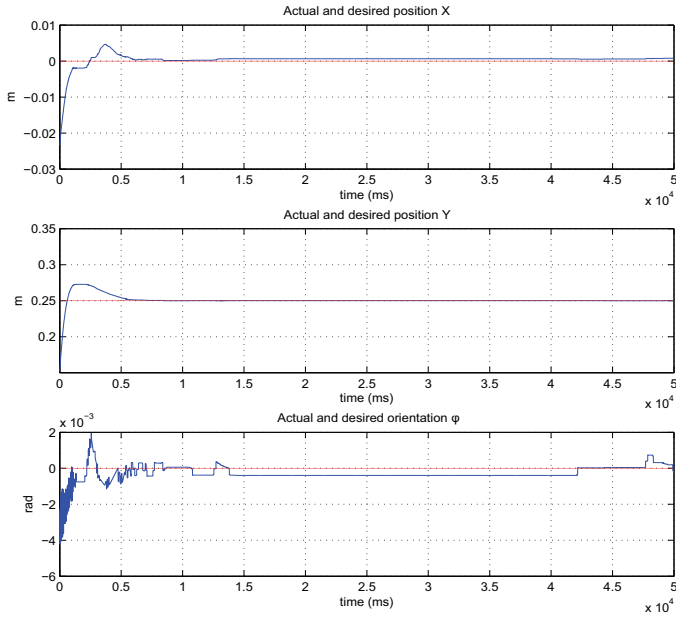 Actual and desired position X
0.01
0
−0.01
−0.02
−0.03
m
0 0.5 1 1.5 2 2.5 3 3.5 4 4.5 5
time (ms)
x 10^4
Actual and desired position Y
0.35
0.3
0.25
0.2
m
0 0.5 1 1.5 2 2.5 3 3.5 4 4.5 5
time (ms)
x 10^4
x 10^−3
Actual and desired orientation φ
2
0
−2
−4
−6
rad
0 0.5 1 1.5 2 2.5 3 3.5 4 4.5 5
time (ms)
x 10^4